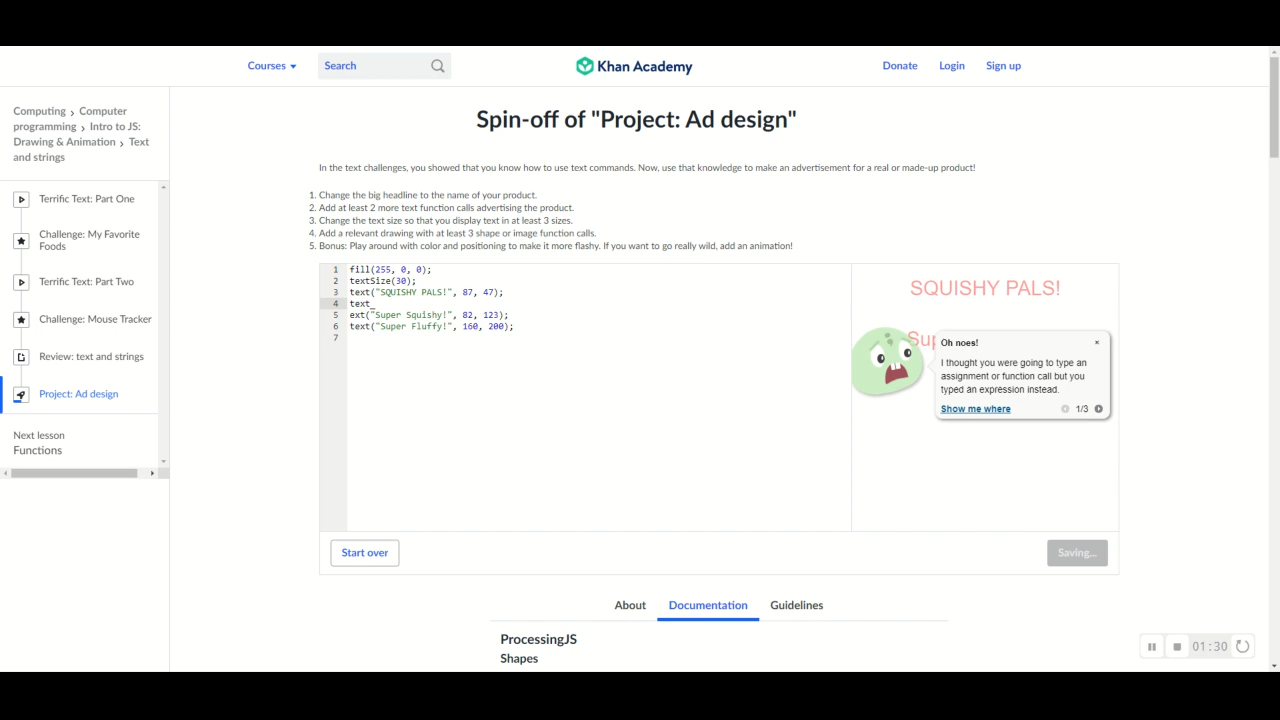 Courses
Search
Khan Academy
Donate
Login
Sign up
Computing > Computer
programming > Intro to JS:
Drawing & Animation > Text
and strings
Terrific Text: Part One
Challenge: My Favorite
Foods
Terrific Text: Part Two
Challenge: Mouse Tracker
Review: text and strings
Project: Ad design
Next lesson
Functions
Spin-off of "Project: Ad design"
In the text challenges, you showed that you know how to use text commands. Now, use that knowledge to make an advertisement for a real or made-up product!
1. Change the big headline to the name of your product.
2. Add at least 2 more text function calls advertising the product.
3. Change the text size so that you display text in at least 3 sizes.
4. Add a relevant drawing with at least 3 shape or image function calls.
5. Bonus: Play around with color and positioning to make it more flashy. If you want to go really wild, add an animation!
1 fill(255, 0, 0);
2 textSize(30);
3 text("SQUISHY PALS!", 87, 47);
4 text_
5 ext("Super Squishy!", 82, 123);
6 text("Super Fluffy!", 160, 200);
7
SQUISHY PALS!
Sup
Oh noes!
×
I thought you were going to type an
assignment or function call but you
typed an expression instead.
Show me where
1/3
Start over
Saving...
About
Documentation
Guidelines
ProcessingJS
Shapes
01:30